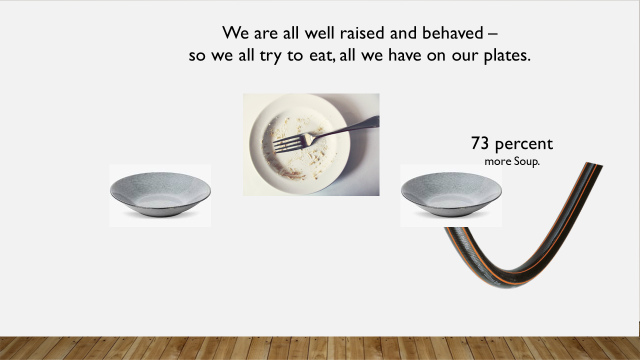 We are all well raised and behaved –
so we all try to eat, all we have on our plates.
73 percent
more Soup.